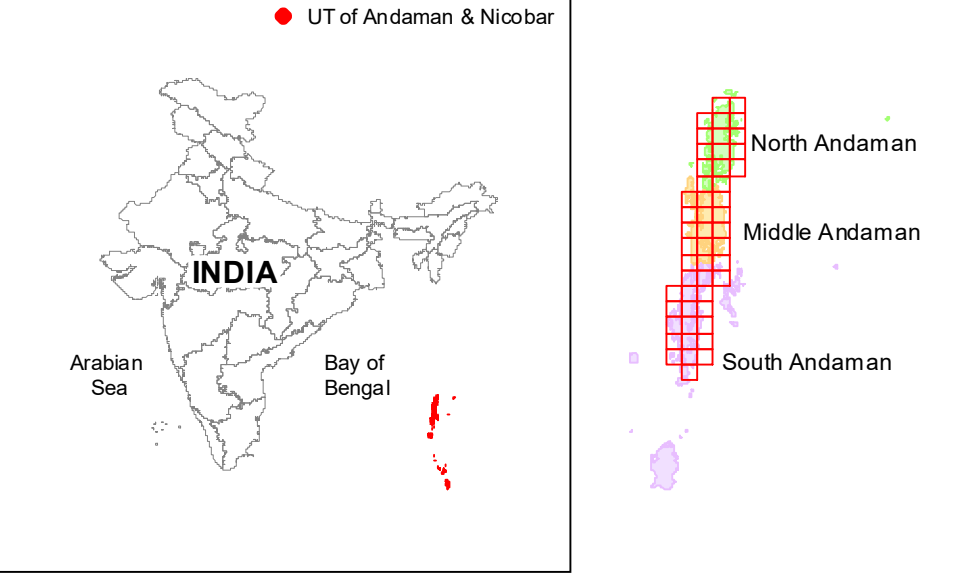 UT of Andaman & Nicobar
INDIA
Arabian
Sea
Bay of
Bengal
North Andaman
Middle Andaman
South Andaman